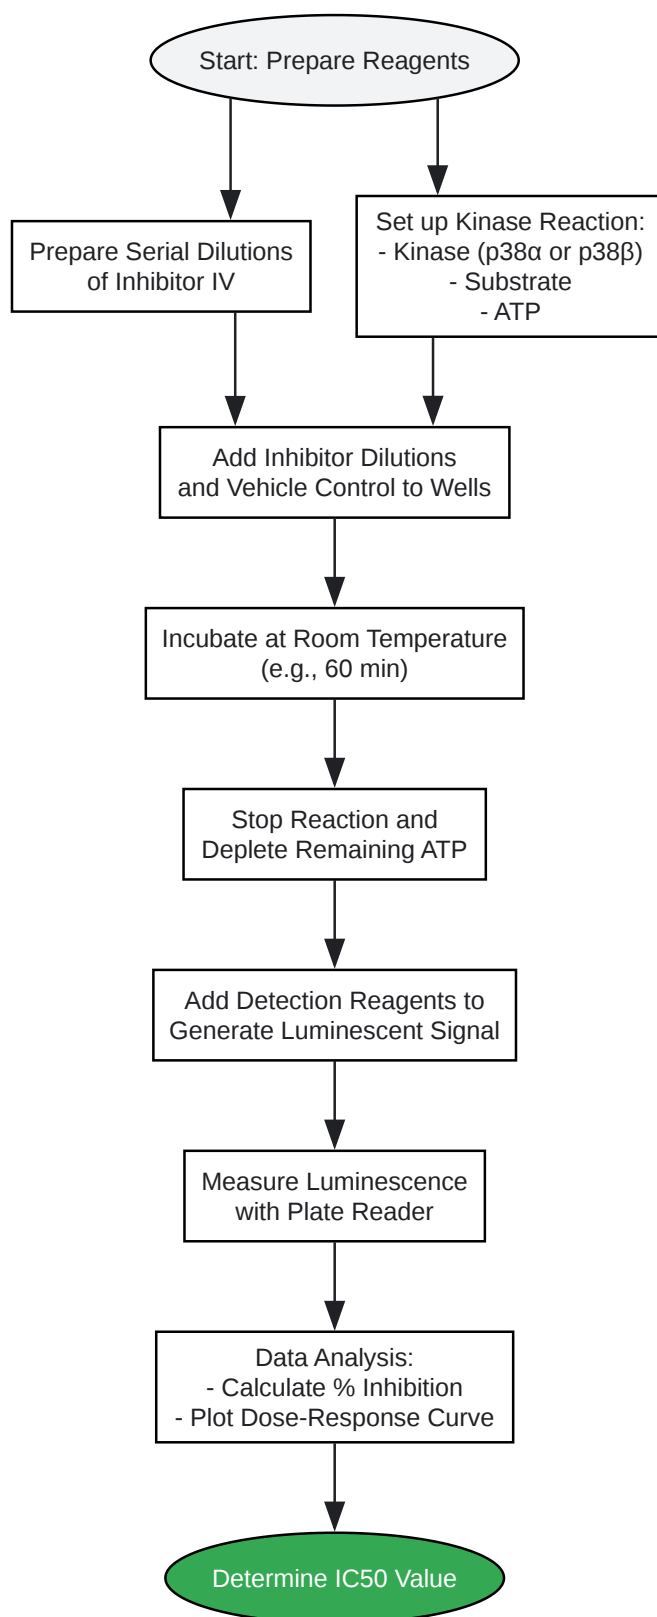 Start: Prepare Reagents
Prepare Serial Dilutions
of Inhibitor IV
Set up Kinase Reaction:
- Kinase (p38α or p38β)
- Substrate
- ATP
Add Inhibitor Dilutions
and Vehicle Control to Wells
Incubate at Room Temperature
(e.g., 60 min)
Stop Reaction and
Deplete Remaining ATP
Add Detection Reagents to
Generate Luminescent Signal
Measure Luminescence
with Plate Reader
Data Analysis:
- Calculate % Inhibition
- Plot Dose-Response Curve
Determine IC50 Value